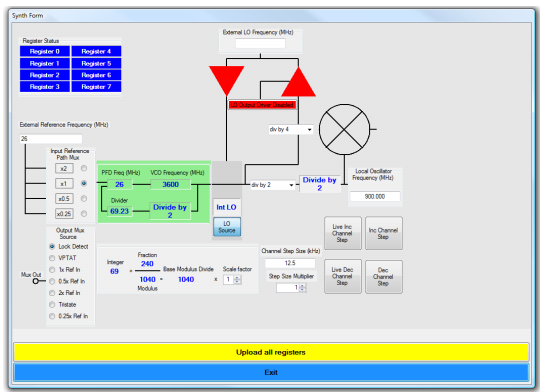 Synth Form
External LO Frequency (MHz)
Register Status
Register 0 Register 4
Register 1 Register 5
Register 2 Register 6
Register 3 Register 7
LO Output Driver Disabled
External Reference Frequency (MHz)
26
div by 4
Input Reference
Path Mux
x2
x1
x0.5
x0.25
PFD Freq (MHz) VCO Frequency (MHz)
26 3600
Divider
69.23 Divide by
2
Int LO
LO
Source
div by 2
Divide by
2
Local Oscillator
Frequency (MHz)
900.000
Output Mux
Source
Lock Detect
VPTAT
1x Ref In
0.5x Ref In
2x Ref In
Tristate
0.25x Ref In
Mux Out
Fraction
Integer 240 Base Modulus Divide Scale factor
69 + 1040 = 1040 x 1
Modulus
Channel Step Size (kHz)
12.5
Step Size Multiplier
1
Live Inc
Channel
Step
Inc Channel
Step
Live Dec
Channel
Step
Dec
Channel
Step
Upload all registers
Exit